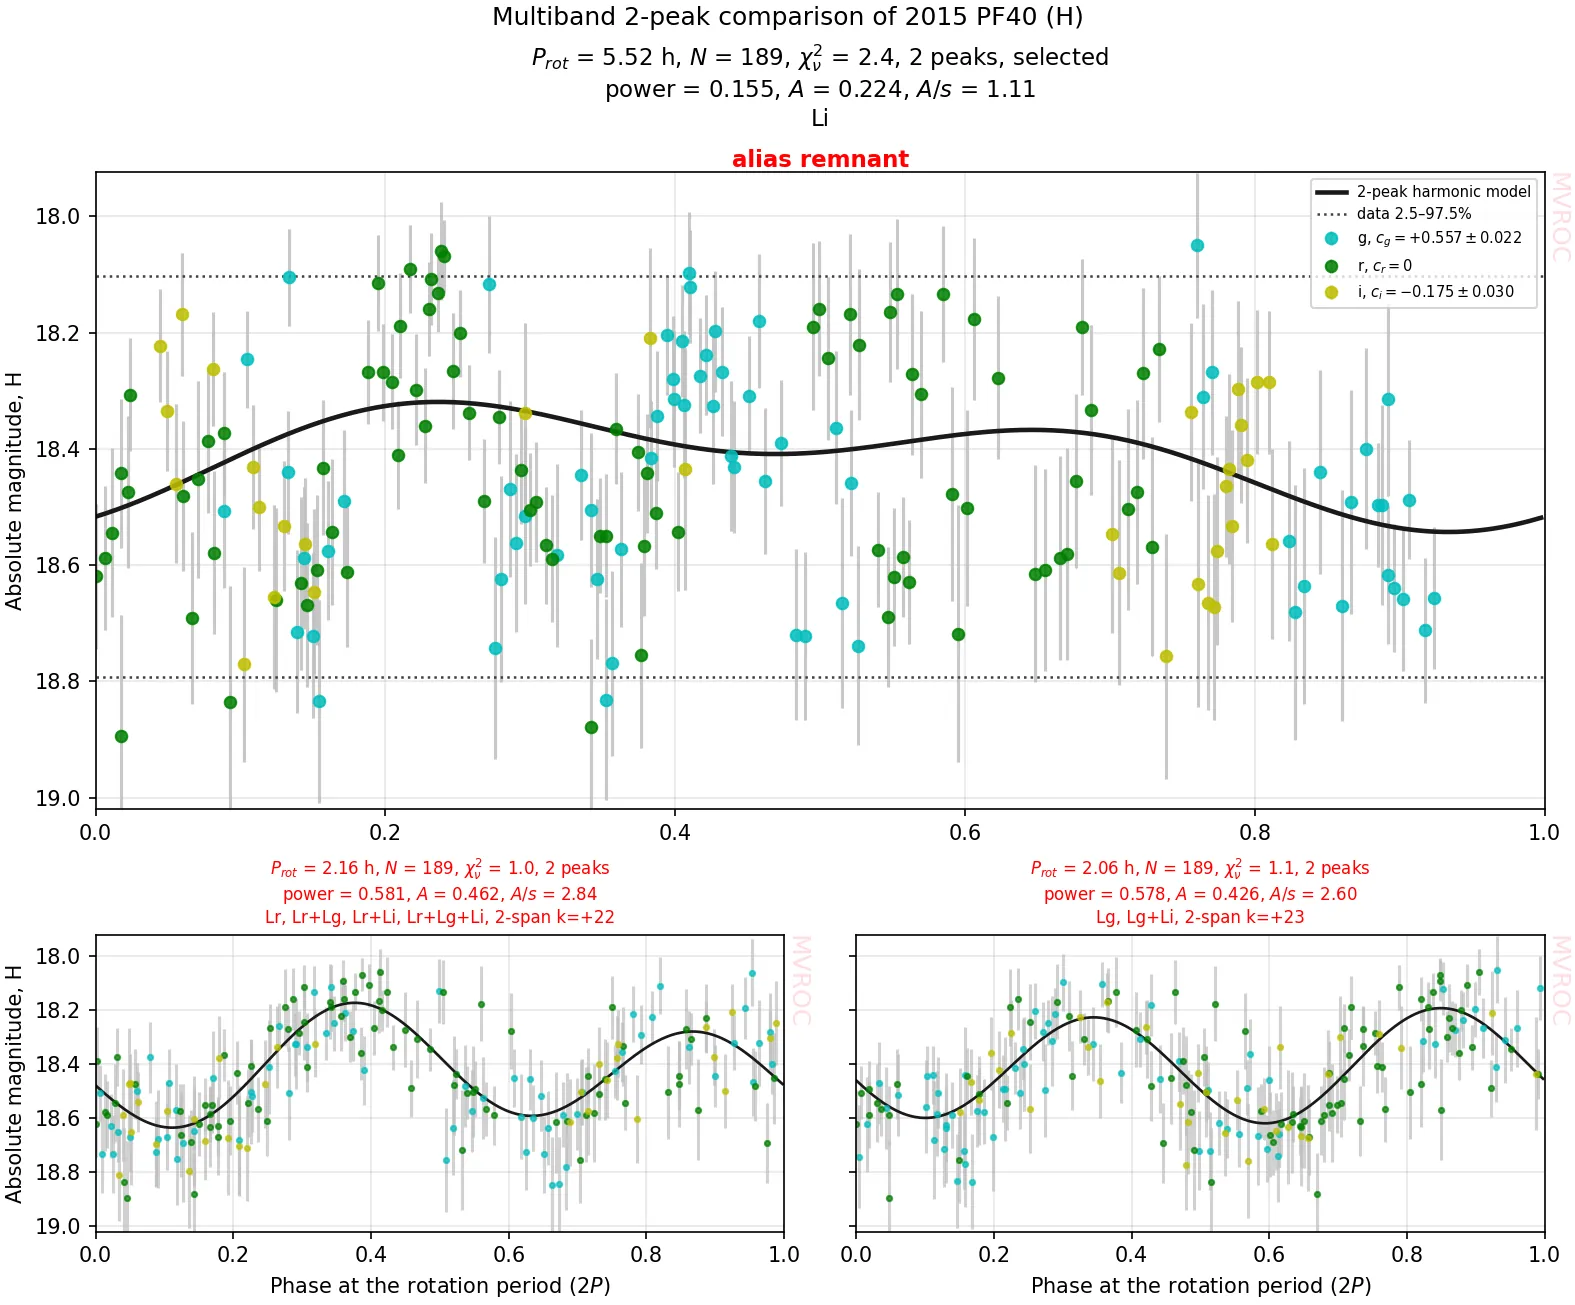 Multiband 2-peak comparison of 2015 PF40 (H)
P_rot = 5.52 h, N = 189, χ²_ν = 2.4, 2 peaks, selected
power = 0.155, A = 0.224, A/s = 1.11
Li
alias remnant
Absolute magnitude, H
18.0
18.2
18.4
18.6
18.8
19.0
2-peak harmonic model
data 2.5–97.5%
g, c_g = +0.557 ± 0.022
r, c_r = 0
i, c_i = −0.175 ± 0.030
MVROC
0.0 0.2 0.4 0.6 0.8 1.0
P_rot = 2.16 h, N = 189, χ²_ν = 1.0, 2 peaks
power = 0.581, A = 0.462, A/s = 2.84
Lr, Lr+Lg, Lr+Li, Lr+Lg+Li, 2-span k=+22
Absolute magnitude, H
18.0
18.2
18.4
18.6
18.8
19.0
MVROC
0.0 0.2 0.4 0.6 0.8 1.0
Phase at the rotation period (2P)
P_rot = 2.06 h, N = 189, χ²_ν = 1.1, 2 peaks
power = 0.578, A = 0.426, A/s = 2.60
Lg, Lg+Li, 2-span k=+23
MVROC
0.0 0.2 0.4 0.6 0.8 1.0
Phase at the rotation period (2P)